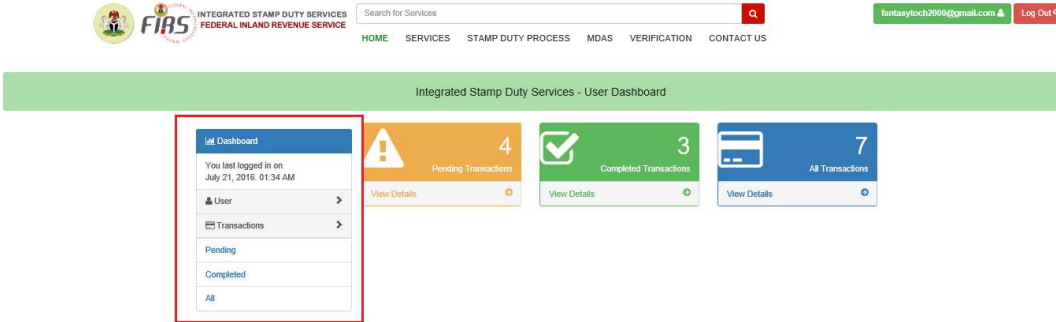 FIRS
INTEGRATED STAMP DUTY SERVICES
FEDERAL INLAND REVENUE SERVICE
Search for Services
fantasytoch2000@gmail.com
Log Out
HOME SERVICES STAMP DUTY PROCESS MDAS VERIFICATION CONTACT US
Integrated Stamp Duty Services - User Dashboard
Dashboard
You last logged in on
July 21, 2016. 01:34 AM
User
Transactions
Pending
Completed
All
4
Pending Transactions
View Details
3
Completed Transactions
View Details
7
All Transactions
View Details